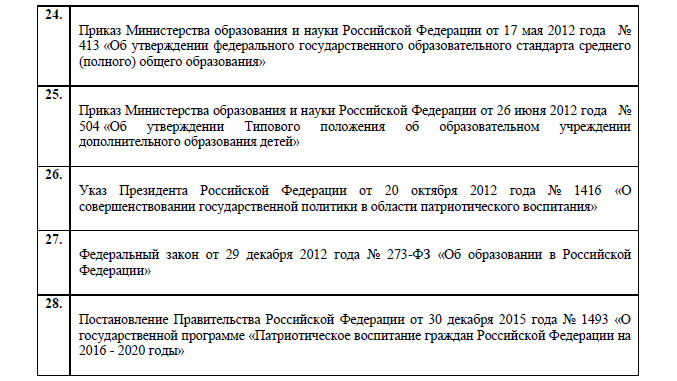 24.
Приказ Министерства образования и науки Российской Федерации от 17 мая 2012 года №
413 «Об утверждении федерального государственного образовательного стандарта среднего
(полного) общего образования»
25.
Приказ Министерства образования и науки Российской Федерации от 26 июня 2012 года №
504 «Об утверждении Типового положения об образовательном учреждении
дополнительного образования детей»
26.
Указ Президента Российской Федерации от 20 октября 2012 года № 1416 «О
совершенствовании государственной политики в области патриотического воспитания»
27.
Федеральный закон от 29 декабря 2012 года № 273-ФЗ «Об образовании в Российской
Федерации»
28.
Постановление Правительства Российской Федерации от 30 декабря 2015 года № 1493 «О
государственной программе «Патриотическое воспитание граждан Российской Федерации на
2016 - 2020 годы»